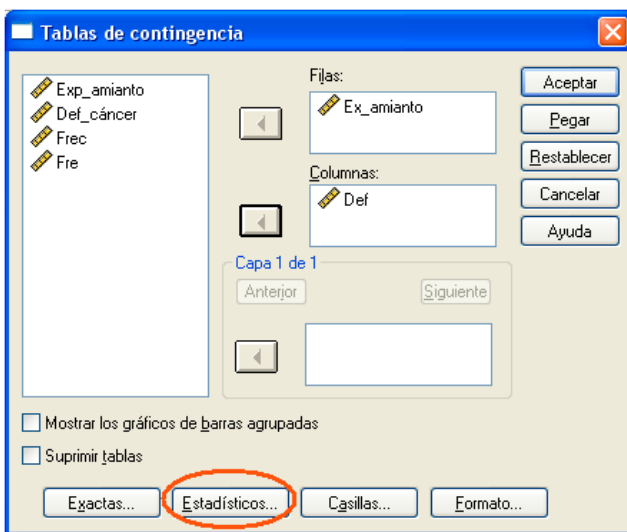 Tablas de contingencia
Exp_amianto
Def_cáncer
Frec
Fre
Filas:
Ex_amianto
Columnas:
Def
Capa 1 de 1
Anterior
Siguiente
Aceptar
Pegar
Restablecer
Cancelar
Ayuda
Mostrar los gráficos de barras agrupadas
Suprimir tablas
Exactas... Estadísticos... Casillas... Formato...